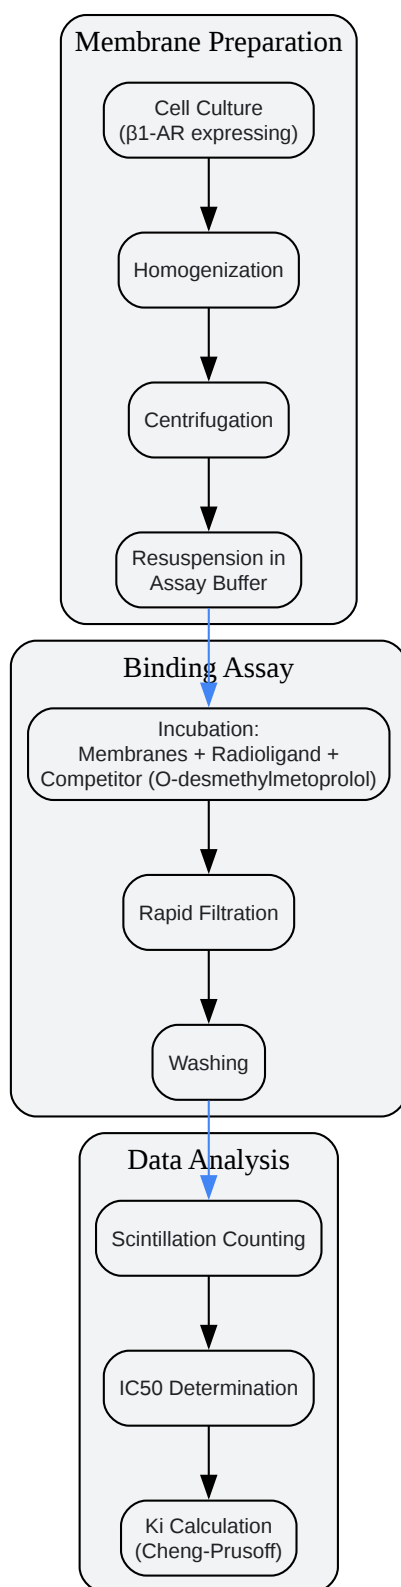 Membrane Preparation
Cell Culture
(β1-AR expressing)
Homogenization
Centrifugation
Resuspension in
Assay Buffer
Binding Assay
Incubation:
Membranes + Radioligand +
Competitor (O-desmethylmetoprolol)
Rapid Filtration
Washing
Data Analysis
Scintillation Counting
IC50 Determination
Ki Calculation
(Cheng-Prusoff)